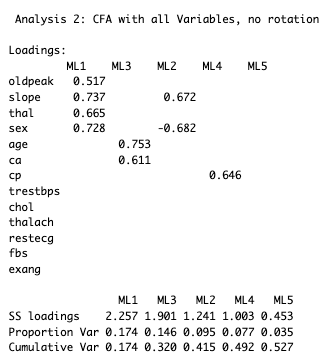 Analysis 2: CFA with all Variables, no rotation
Loadings:
ML1 ML3 ML2 ML4 ML5
oldpeak 0.517
slope 0.737 0.672
thal 0.665
sex 0.728 -0.682
age 0.753
ca 0.611
cp 0.646
trestbps
chol
thalach
restecg
fbs
exang
ML1 ML3 ML2 ML4 ML5
SS loadings 2.257 1.901 1.241 1.003 0.453
Proportion Var 0.174 0.146 0.095 0.077 0.035
Cumulative Var 0.174 0.320 0.415 0.492 0.527